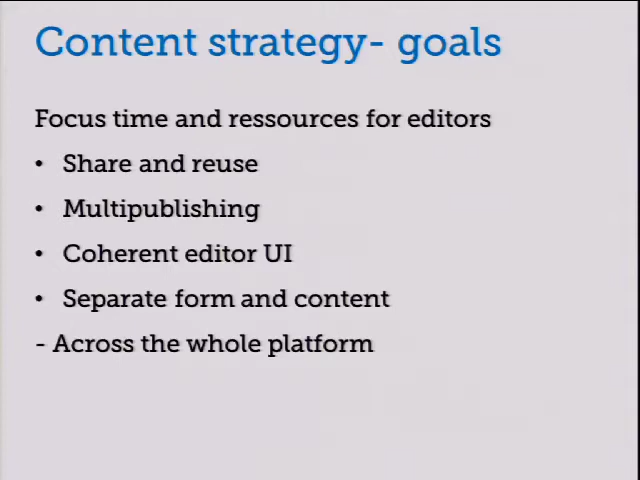 Content strategy- goals
Focus time and ressources for editors
• Share and reuse
• Multipublishing
• Coherent editor UI
• Separate form and content
- Across the whole platform